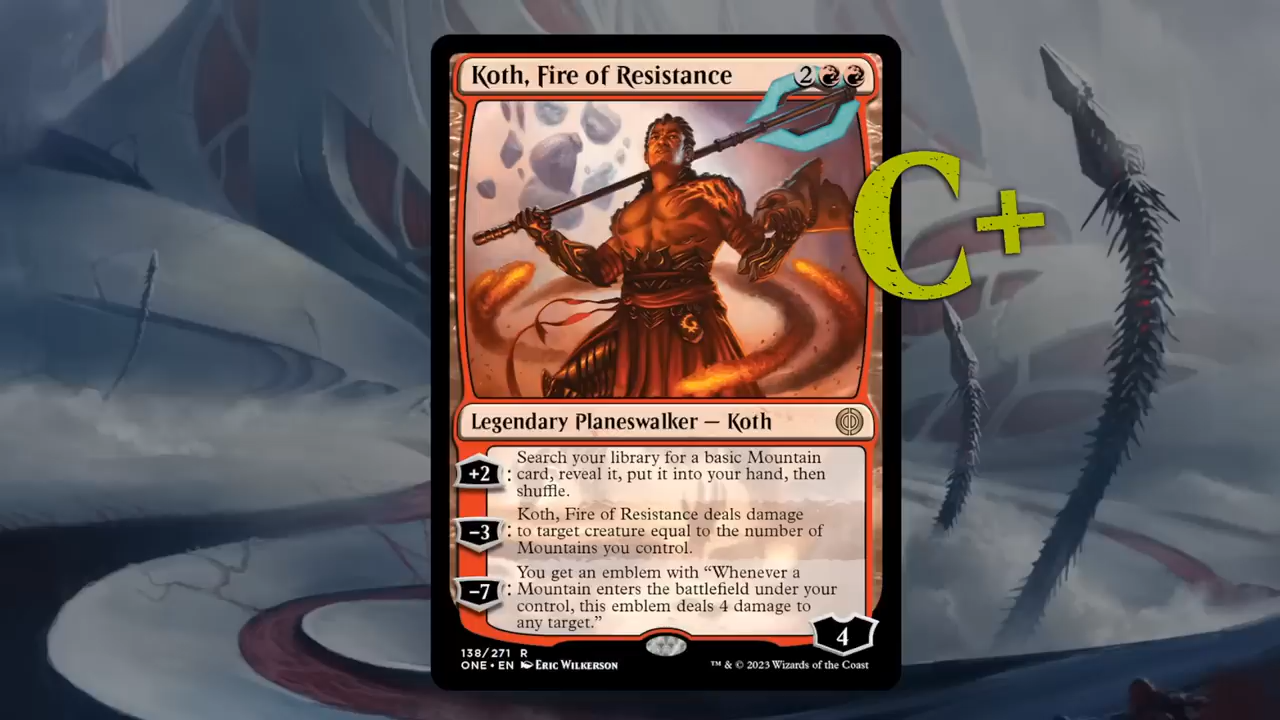 Koth, Fire of Resistance 2
C+
Legendary Planeswalker — Koth
+2 : Search your library for a basic Mountain
card, reveal it, put it into your hand, then
shuffle.
Koth, Fire of Resistance deals damage
−3 : to target creature equal to the number of
Mountains you control.
You get an emblem with “Whenever a
−7 : Mountain enters the battlefield under your
control, this emblem deals 4 damage to
any target.”
4
138/271 R
ONE • EN Eric Wilkerson
™ & © 2023 Wizards of the Coast